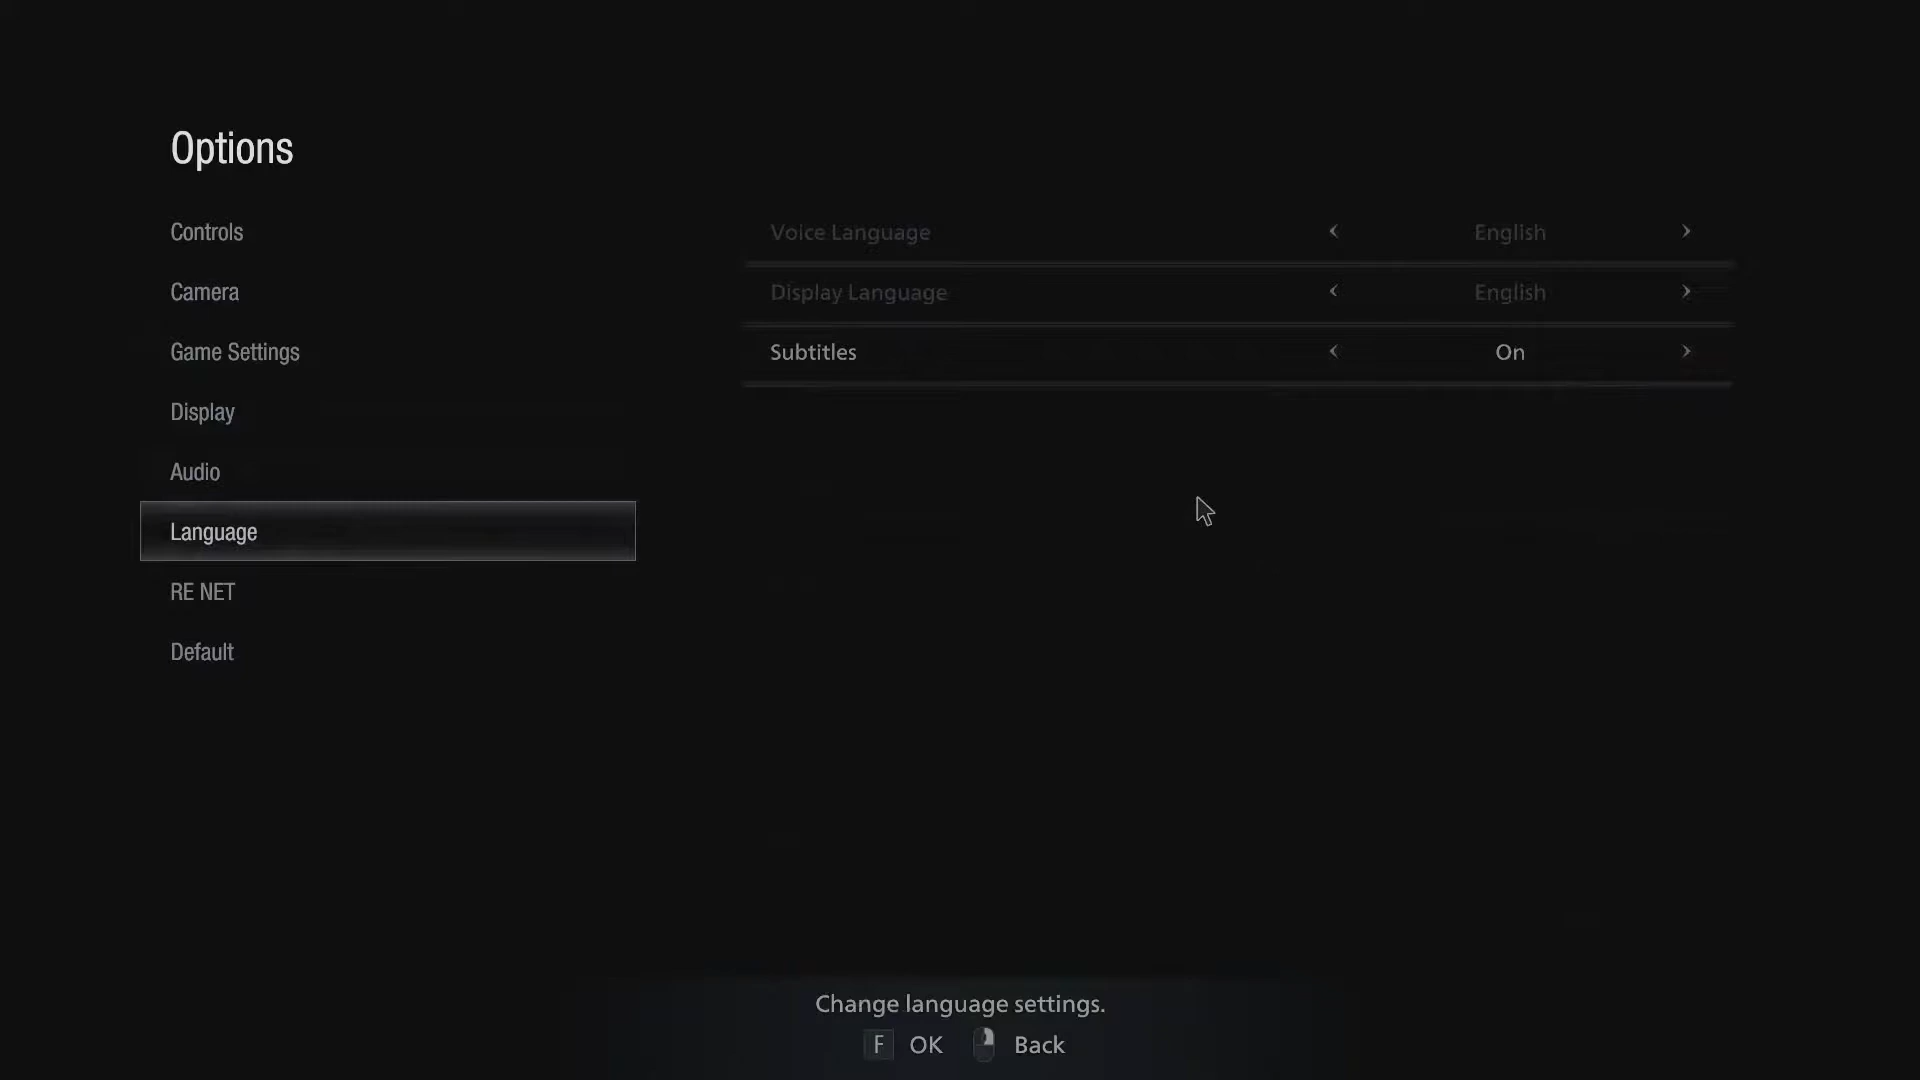 Options
Controls
Camera
Game Settings
Display
Audio
Language
RE NET
Default
Voice Language English
Display Language English
Subtitles On
Change language settings.
F OK Back